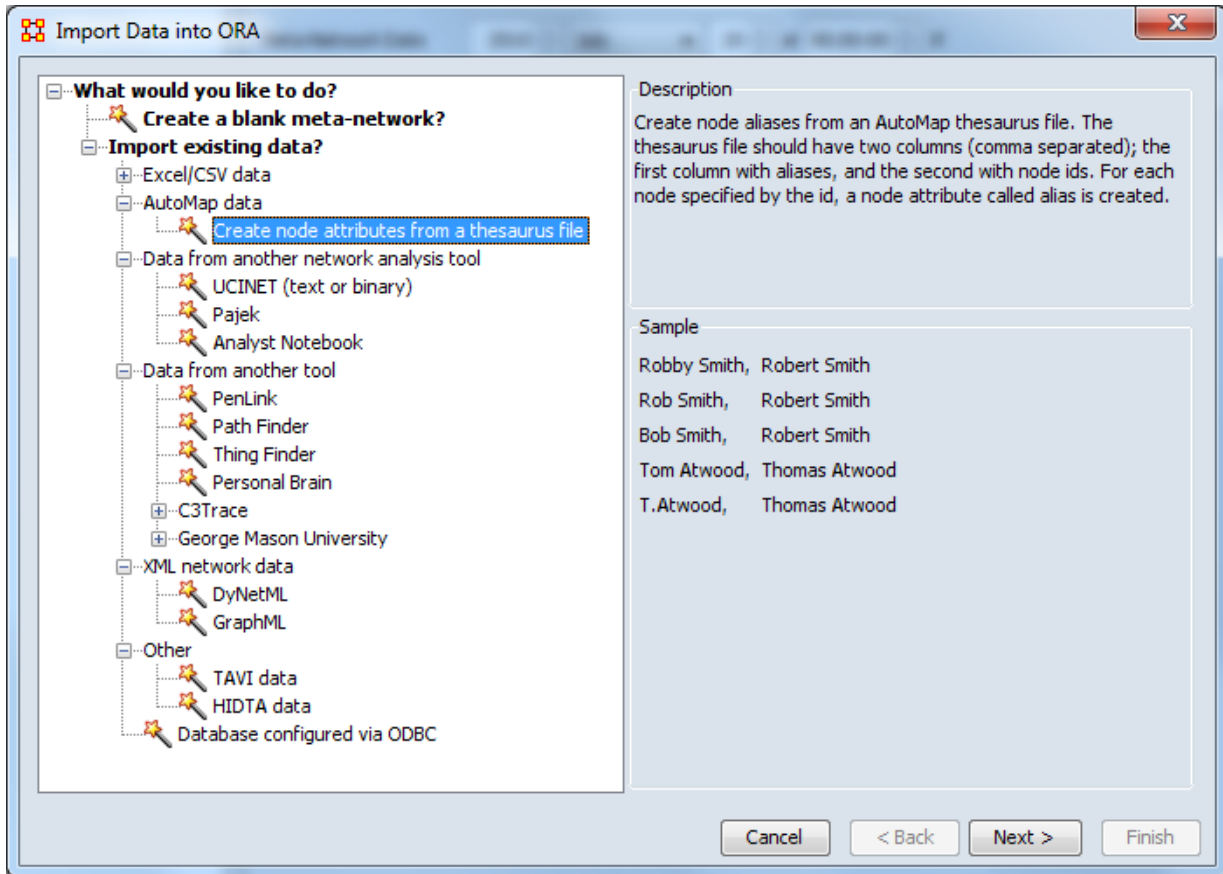 Import Data into ORA
What would you like to do?
Create a blank meta-network?
Import existing data?
Excel/CSV data
AutoMap data
Create node attributes from a thesaurus file
Data from another network analysis tool
UCINET (text or binary)
Pajek
Analyst Notebook
Data from another tool
PenLink
Path Finder
Thing Finder
Personal Brain
C3Trace
George Mason University
XML network data
DyNetML
GraphML
Other
TAVI data
HIDTA data
Database configured via ODBC
Description
Create node aliases from an AutoMap thesaurus file. The
thesaurus file should have two columns (comma separated); the
first column with aliases, and the second with node ids. For each
node specified by the id, a node attribute called alias is created.
Sample
Robby Smith, Robert Smith
Rob Smith, Robert Smith
Bob Smith, Robert Smith
Tom Atwood, Thomas Atwood
T.Atwood, Thomas Atwood
Cancel < Back Next > Finish